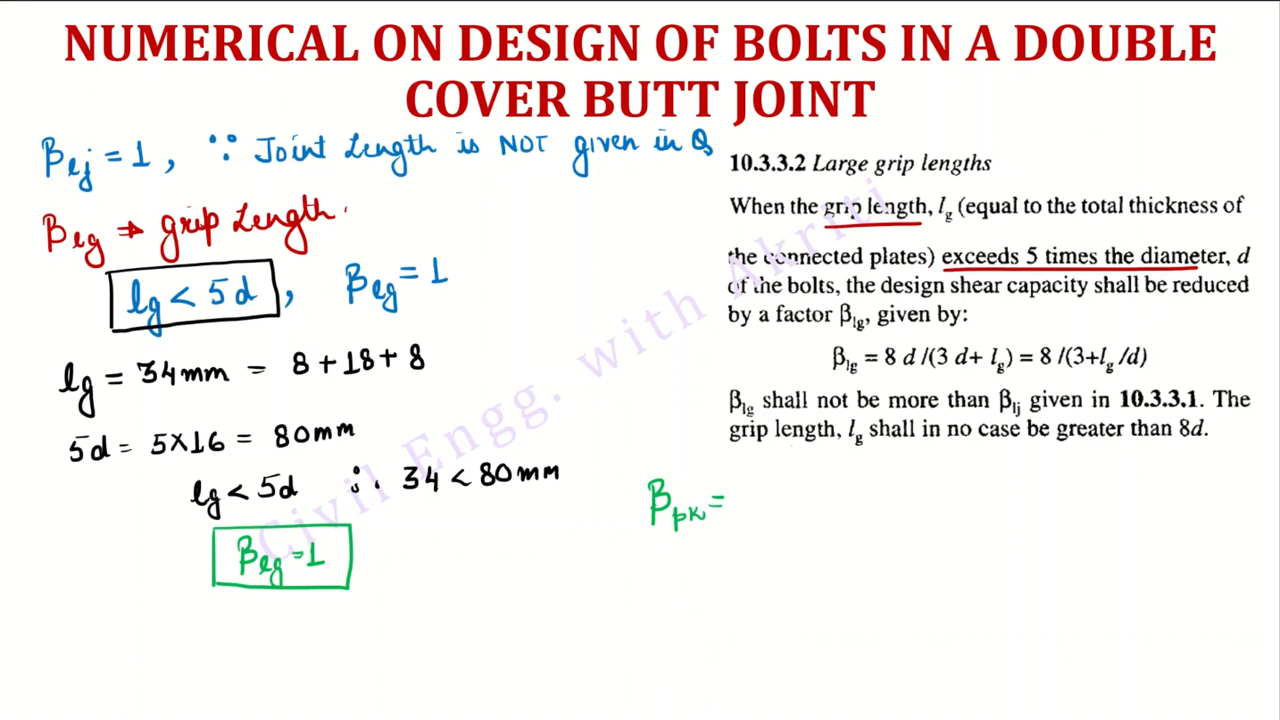 NUMERICAL ON DESIGN OF BOLTS IN A DOUBLE
COVER BUTT JOINT
βlj = 1, ∵ Joint Length is NOT given in Q
βlg → grip Length.
lg < 5d, βlg = 1
lg = 34mm = 8 + 18 + 8
5d = 5x16 = 80mm
lg < 5d ∵ 34 < 80mm
βlg = 1
10.3.3.2 Large grip lengths
When the grip length, lg (equal to the total thickness of
the connected plates) exceeds 5 times the diameter, d
of the bolts, the design shear capacity shall be reduced
by a factor βlg, given by:
βlg = 8 d /(3 d+ lg) = 8 /(3+lg /d)
βlg shall not be more than βlj given in 10.3.3.1. The
grip length, lg shall in no case be greater than 8d.
βpk =
Civil Engg. with Akriti